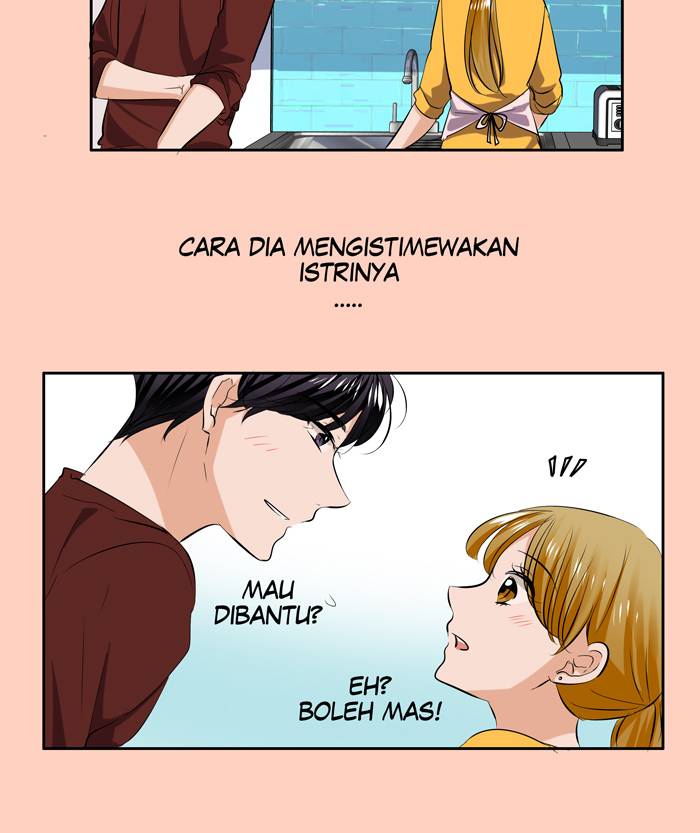 CARA DIA MENGISTIMEWAKAN
ISTRINYA
.....
MAU
DIBANTU?
EH?
BOLEH MAS!